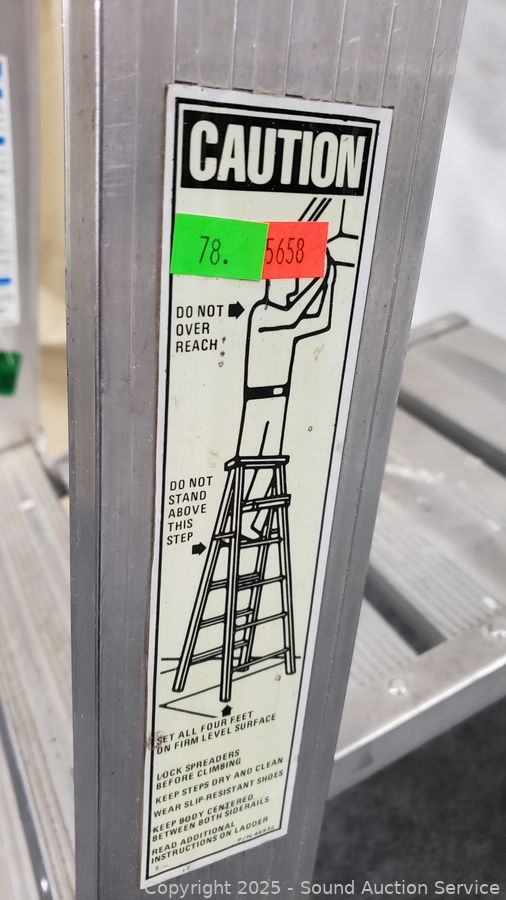 CAUTION
78.
5658
DO NOT
OVER
REACH
DO NOT
STAND
ABOVE
THIS
STEP
SET ALL FOUR FEET
ON FIRM LEVEL SURFACE
LOCK SPREADERS
BEFORE CLIMBING
KEEP STEPS DRY AND CLEAN
WEAR SLIP-RESISTANT SHOES
KEEP BODY CENTERED
BETWEEN BOTH SIDERAILS
READ ADDITIONAL
INSTRUCTIONS ON LADDER
Copyright 2025 - Sound Auction Service